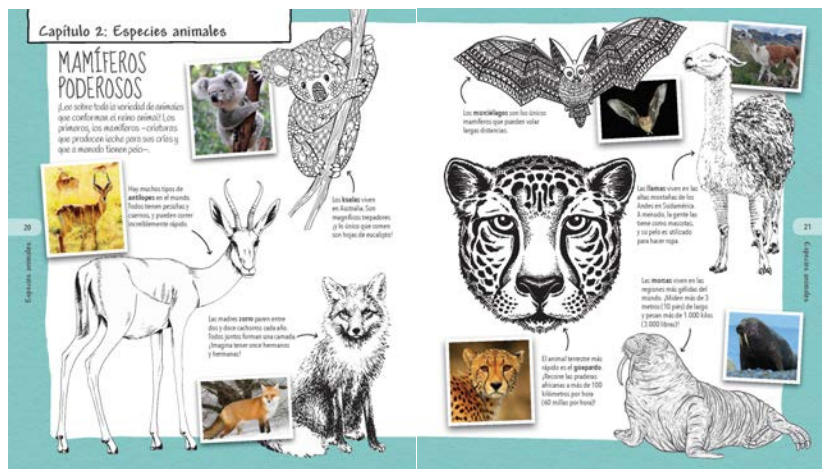 Capítulo 2: Especies animales
MAMÍFEROS
PODEROSOS
¡Lee sobre toda la variedad de animales
que conforman el reino animal! Los
primeros, los mamíferos –criaturas
que producen leche para sus crías y
que a menudo tienen pelo–.
Hay muchos tipos de
antílopes en el mundo.
Todos tienen pezuñas y
cuernos, y pueden correr
increíblemente rápido.
Los koalas viven
en Australia. Son
magníficos trepadores
¡y lo único que comen
son hojas de eucalipto!
Las madres zorro paren entre
dos y doce cachorros cada año.
Todos juntos forman una camada.
¡Imagina tener once hermanos
y hermanas!
20
Especies animales
Los murciélagos son los únicos
mamíferos que pueden volar
largas distancias.
Las llamas viven en las
altas montañas de los
Andes en Sudamérica.
A menudo, la gente las
tiene como mascotas,
y su pelo es utilizado
para hacer ropa.
El animal terrestre más
rápido es el guepardo.
¡Recorre las praderas
africanas a más de 100
kilómetros por hora
(60 millas por hora)!
Las morsas viven en las
regiones más gélidas del
mundo. ¡Miden más de 3
metros (10 pies) de largo
y pesan más de 1.000 kilos
(3.000 libras)!
21
Especies animales